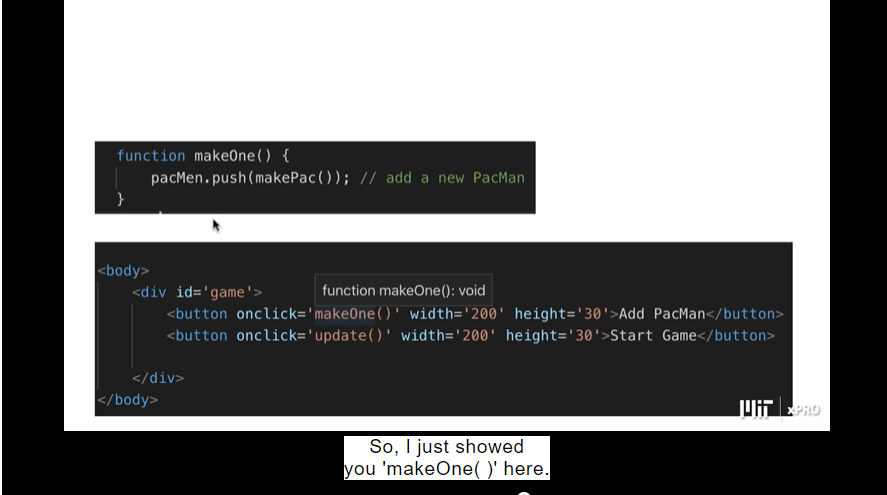 function makeOne() {
pacMen.push(makePac()); // add a new PacMan
}
<body>
<div id='game'>
function makeOne(): void
<button onclick='makeOne()' width='200' height='30'>Add PacMan</button>
<button onclick='update()' width='200' height='30'>Start Game</button>
</div>
</body>
MIT xPRO
So, I just showed
you 'makeOne( )' here.